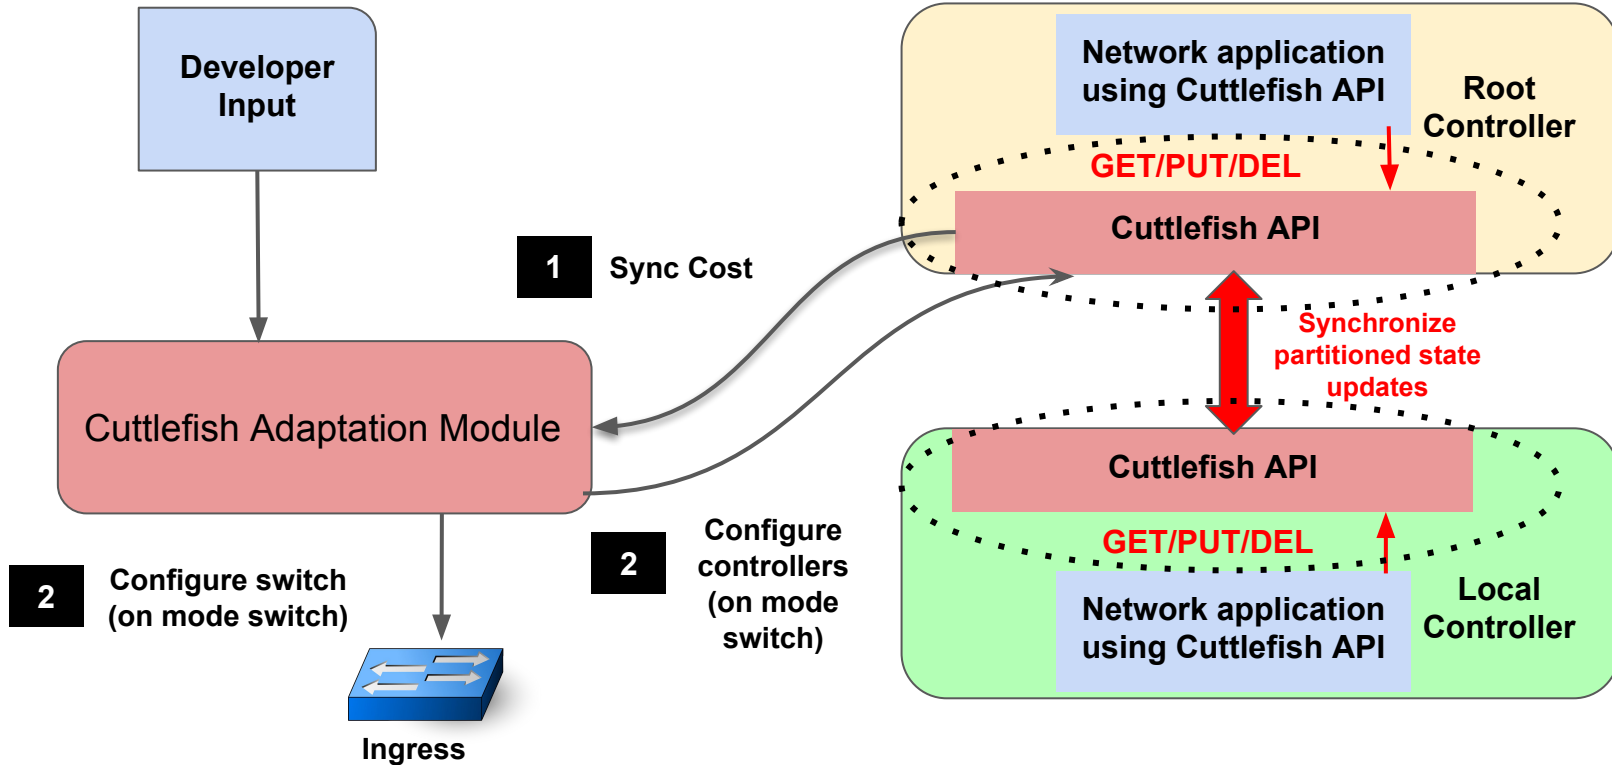 Developer
Input
Network application
using Cuttlefish API
Root
Controller
GET/PUT/DEL
Cuttlefish API
1
Sync Cost
Synchronize
partitioned state
updates
Cuttlefish Adaptation Module
Cuttlefish API
GET/PUT/DEL
Network application
using Cuttlefish API
Local
Controller
2
Configure
controllers
(on mode
switch)
2
Configure switch
(on mode switch)
Ingress